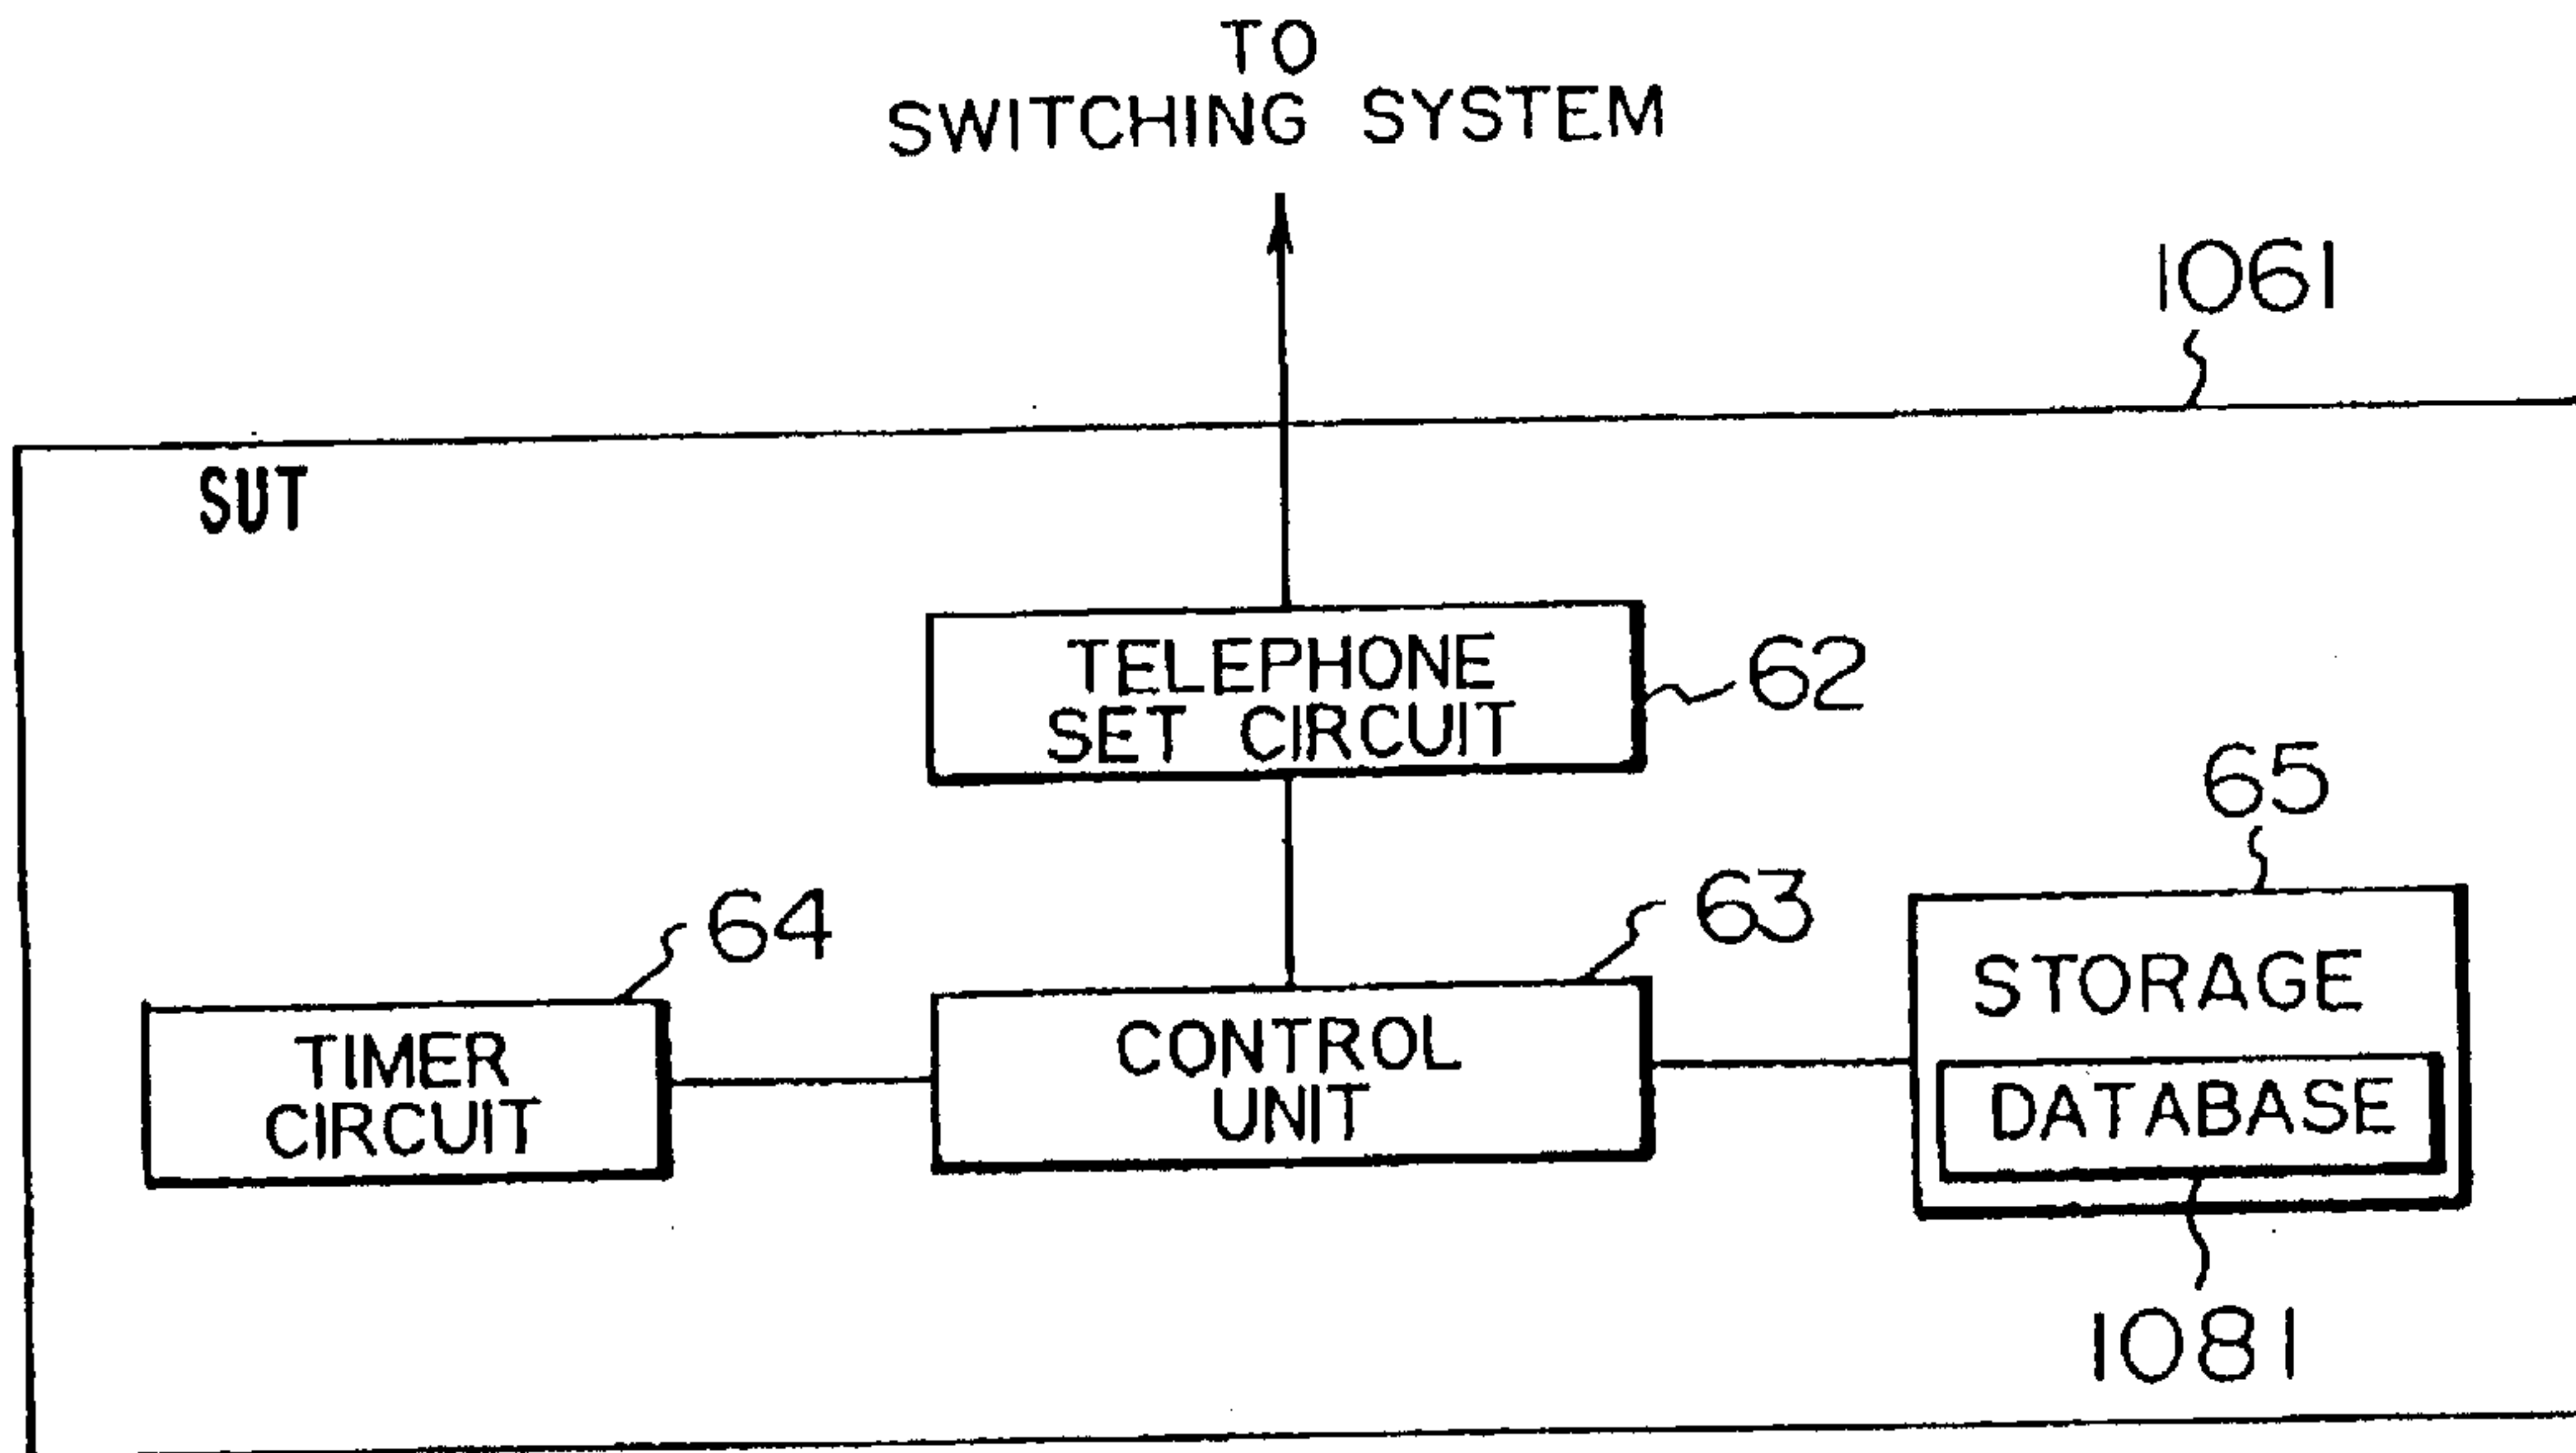 TO
SWITCHING SYSTEM
1061
SUT
TELEPHONE
SET CIRCUIT
62
65
64
63
STORAGE
TIMER
CIRCUIT
CONTROL
UNIT
DATABASE
1081